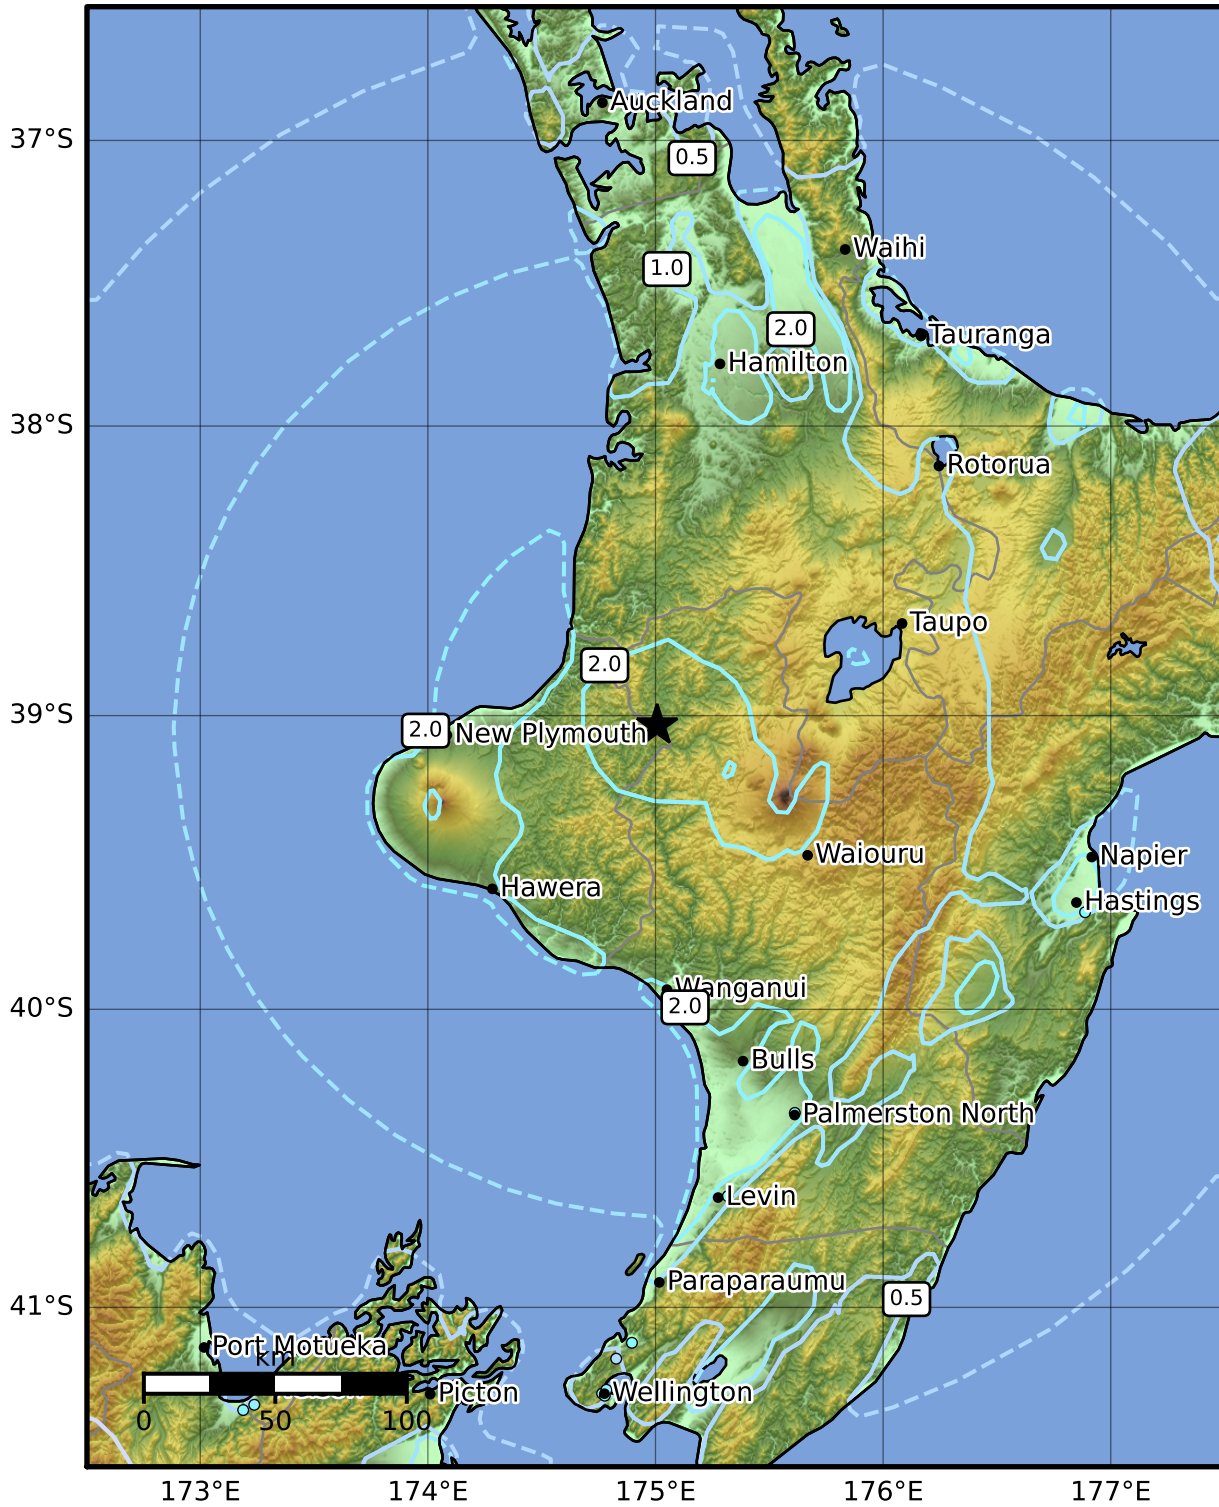 Auckland
37°S
0.5
Waihi
1.0
2.0
Tauranga
Hamilton
38°S
Rotorua
Taupo
2.0
39°S
2.0
New Plymouth
Waiouru
Napier
Hawera
Hastings
Wanganui
40°S
2.0
Bulls
Palmerston North
Levin
Paraparaumu
41°S
0.5
Port Motueka
km
Picton
Wellington
0
50
100
173°E
174°E
175°E
176°E
177°E